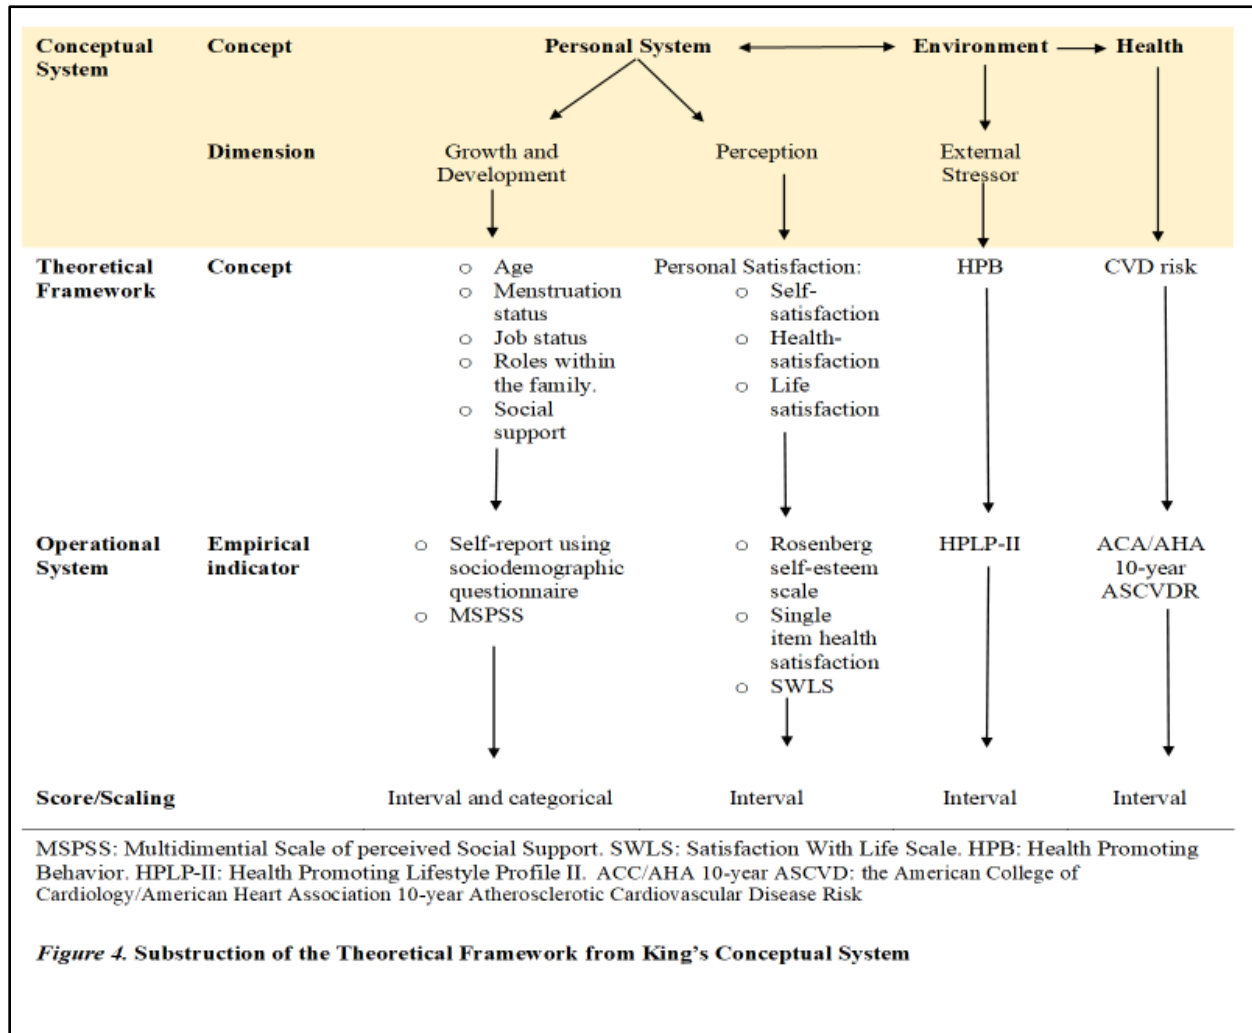 Conceptual System
Concept
Personal System
Environment
Health
Dimension
Growth and
Development
Perception
External
Stressor
Theoretical
Framework
Concept
o Age
o Menstruation
status
o Job status
o Roles within
the family.
o Social
support
Personal Satisfaction:
o Self-
satisfaction
o Health-
satisfaction
o Life
satisfaction
HPB
CVD risk
Operational
System
Empirical
indicator
o Self-report using
sociodemographic
questionnaire
o MSPSS
o Rosenberg
self-esteem
scale
o Single
item health
satisfaction
o SWLS
HPLP-II
ACA/AHA
10-year
ASCVDR
Score/Scaling
Interval and categorical
Interval
Interval
Interval
MSPSS: Multidimential Scale of perceived Social Support. SWLS: Satisfaction With Life Scale. HPB: Health Promoting
Behavior. HPLP-II: Health Promoting Lifestyle Profile II. ACC/AHA 10-year ASCVD: the American College of
Cardiology/American Heart Association 10-year Atherosclerotic Cardiovascular Disease Risk
Figure 4. Substruction of the Theoretical Framework from King's Conceptual System